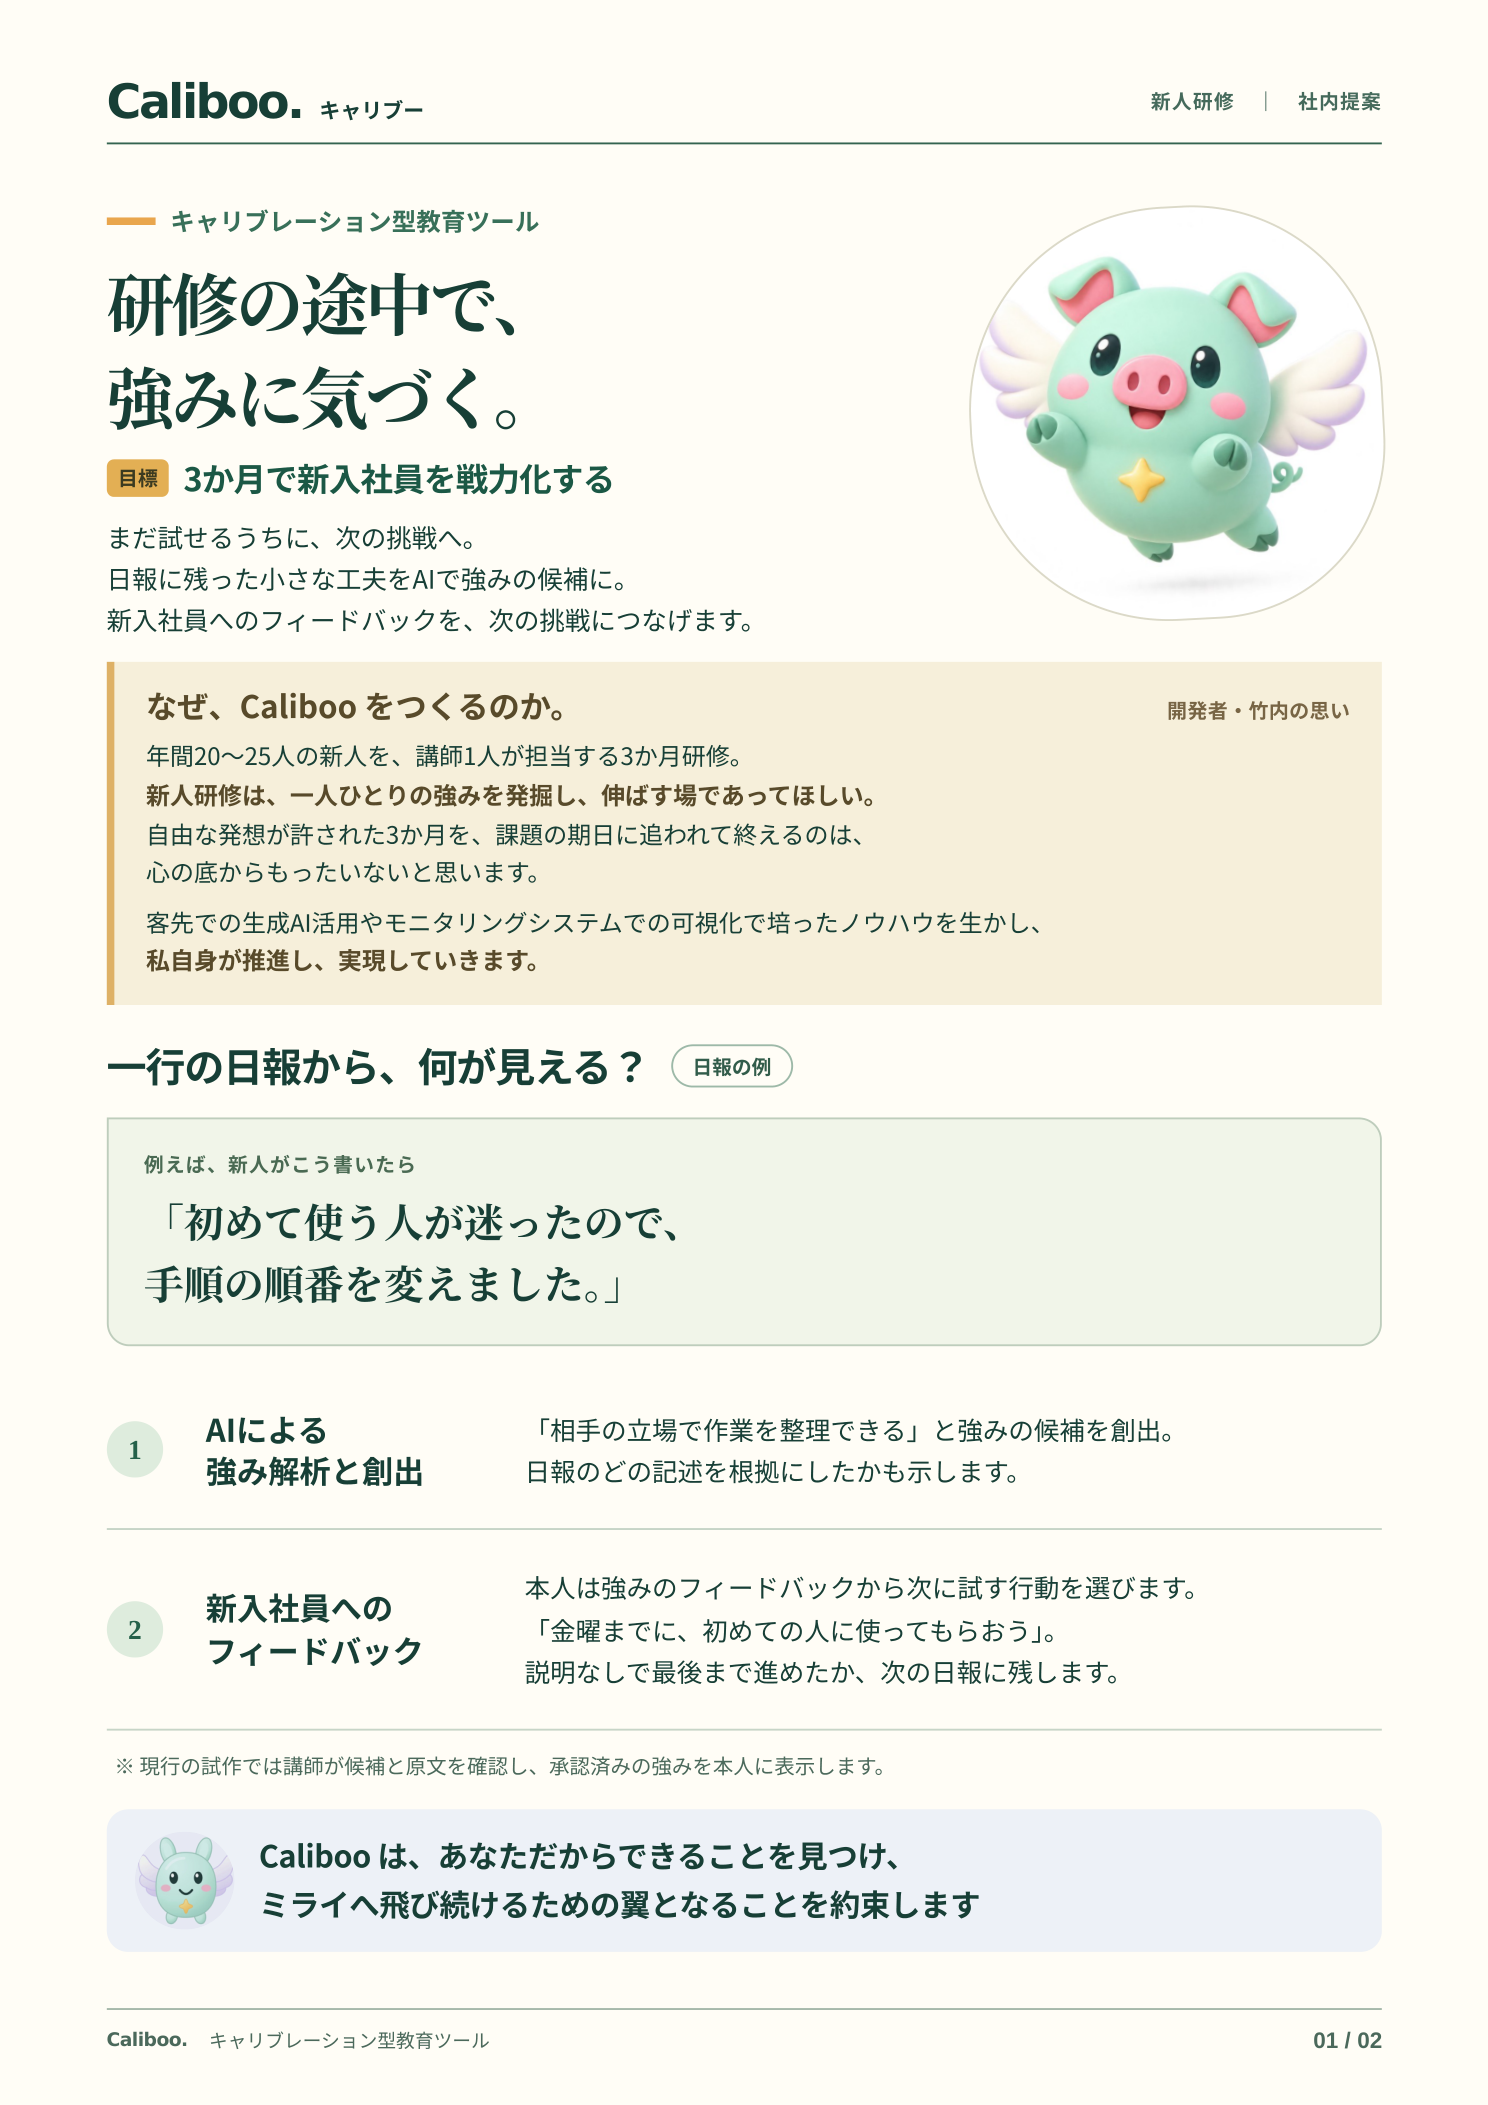 Caliboo. キャリブー
新人研修 | 社内提案
キャリブレーション型教育ツール
研修の途中で、
強みに気づく。
目標 3か月で新入社員を戦力化する
まだ試せるうちに、次の挑戦へ。
日報に残った小さな工夫をAIで強みの候補に。
新入社員へのフィードバックを、次の挑戦につなげます。
なぜ、Caliboo をつくるのか。
開発者・竹内の思い
年間20〜25人の新人を、講師1人が担当する3か月研修。
新人研修は、一人ひとりの強みを発掘し、伸ばす場であってほしい。
自由な発想が許された3か月を、課題の期日に追われて終えるのは、
心の底からもったいないと思います。
客先での生成AI活用やモニタリングシステムでの可視化で培ったノウハウを生かし、
私自身が推進し、実現していきます。
一行の日報から、何が見える？ 日報の例
例えば、新人がこう書いたら
「初めて使う人が迷ったので、
手順の順番を変えました。」
1
AIによる
強み解析と創出
「相手の立場で作業を整理できる」と強みの候補を創出。
日報のどの記述を根拠にしたかも示します。
2
新入社員への
フィードバック
本人は強みのフィードバックから次に試す行動を選びます。
「金曜までに、初めての人に使ってもらおう」。
説明なしで最後まで進めたか、次の日報に残します。
※ 現行の試作では講師が候補と原文を確認し、承認済みの強みを本人に表示します。
Caliboo は、あなただからできることを見つけ、
ミライへ飛び続けるための翼となることを約束します
Caliboo. キャリブレーション型教育ツール
01 / 02